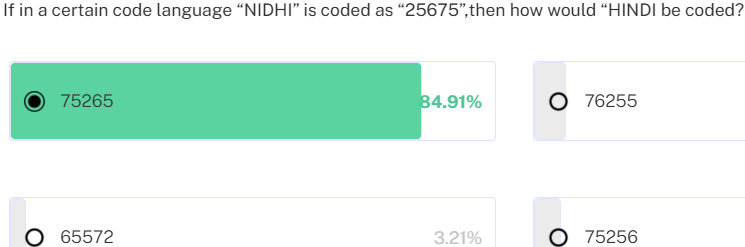 If in a certain code language “NIDHI” is coded as “25675”,then how would “HINDI be coded?
75265 84.91% 76255
65572 3.21% 75256